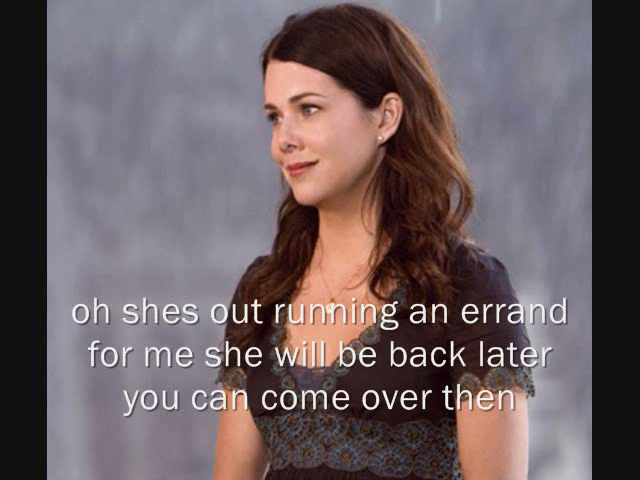 oh shes out running an errand
for me she will be back later
you can come over then